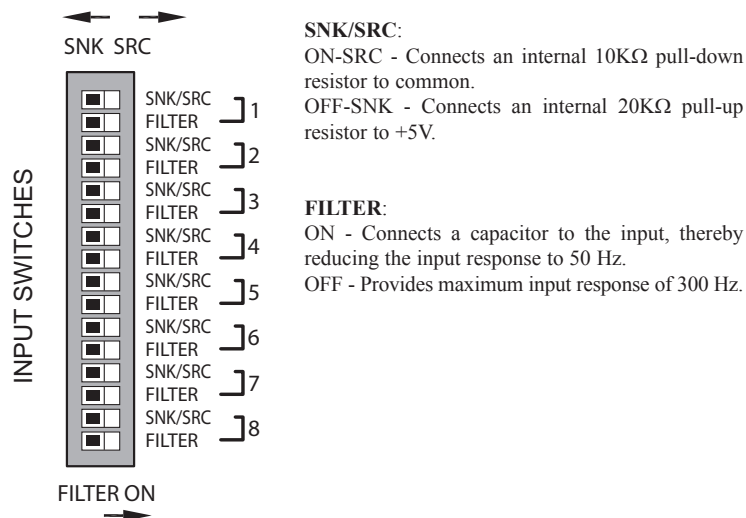 SNK SRC
INPUT SWITCHES
SNK/SRC
FILTER
1
SNK/SRC
FILTER
2
SNK/SRC
FILTER
3
SNK/SRC
FILTER
4
SNK/SRC
FILTER
5
SNK/SRC
FILTER
6
SNK/SRC
FILTER
7
SNK/SRC
FILTER
8
FILTER ON
SNK/SRC:
ON-SRC - Connects an internal 10KΩ pull-down
resistor to common.
OFF-SNK - Connects an internal 20KΩ pull-up
resistor to +5V.
FILTER:
ON - Connects a capacitor to the input, thereby
reducing the input response to 50 Hz.
OFF - Provides maximum input response of 300 Hz.